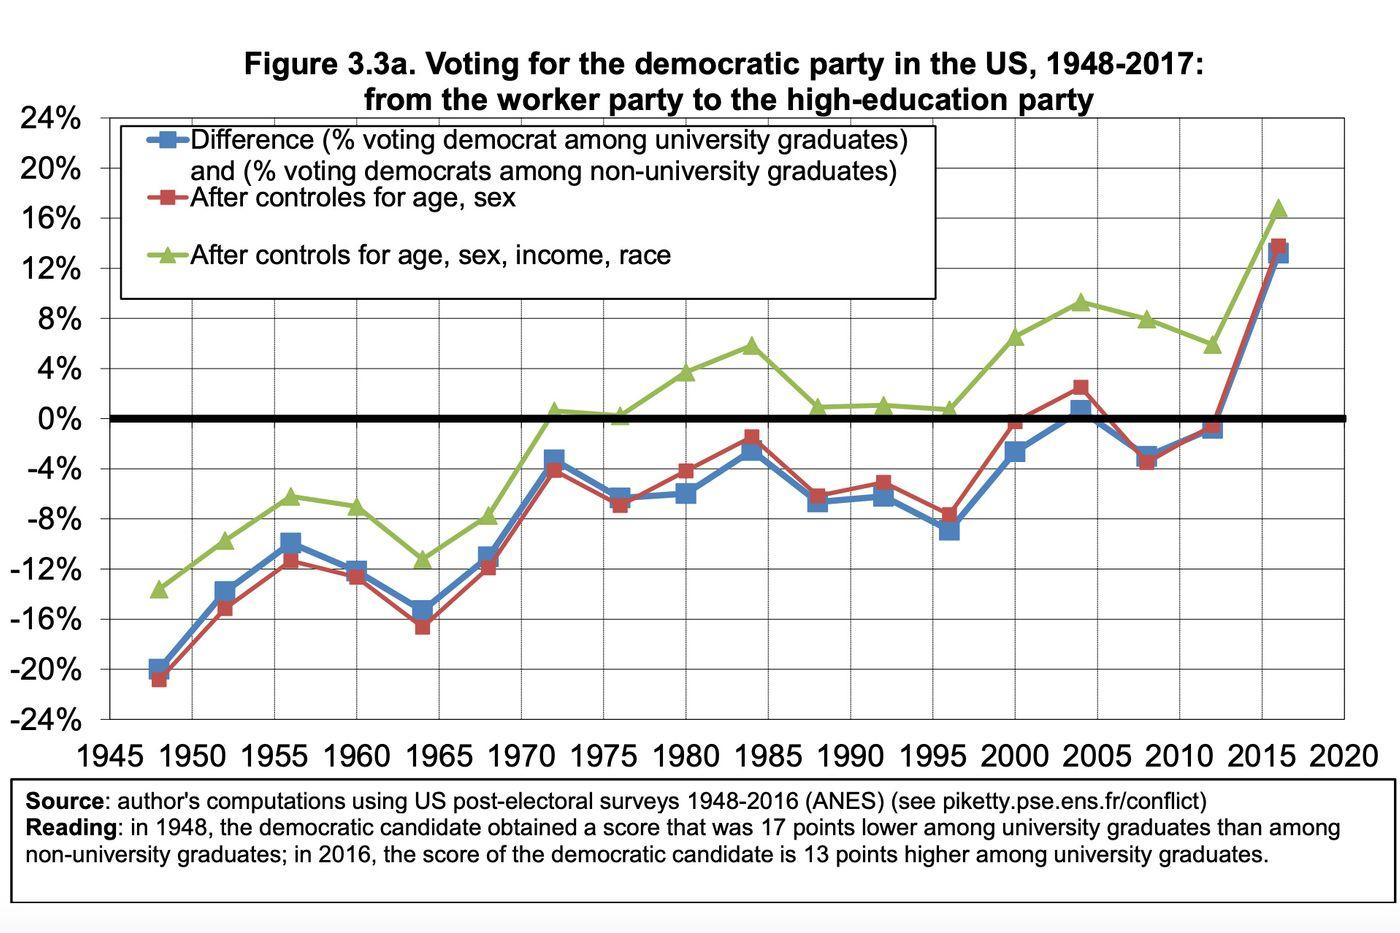 Figure 3.3a. Voting for the democratic party in the US, 1948-2017:
from the worker party to the high-education party
24%
20%
16%
12%
8%
4%
0%
-4%
-8%
-12%
-16%
-20%
-24%
Difference (% voting democrat among university graduates)
and (% voting democrats among non-university graduates)
After controles for age, sex
After controls for age, sex, income, race
1945 1950 1955 1960 1965 1970 1975 1980 1985 1990 1995 2000 2005 2010 2015 2020
Source: author's computations using US post-electoral surveys 1948-2016 (ANES) (see piketty.pse.ens.fr/conflict)
Reading: in 1948, the democratic candidate obtained a score that was 17 points lower among university graduates than among
non-university graduates; in 2016, the score of the democratic candidate is 13 points higher among university graduates.